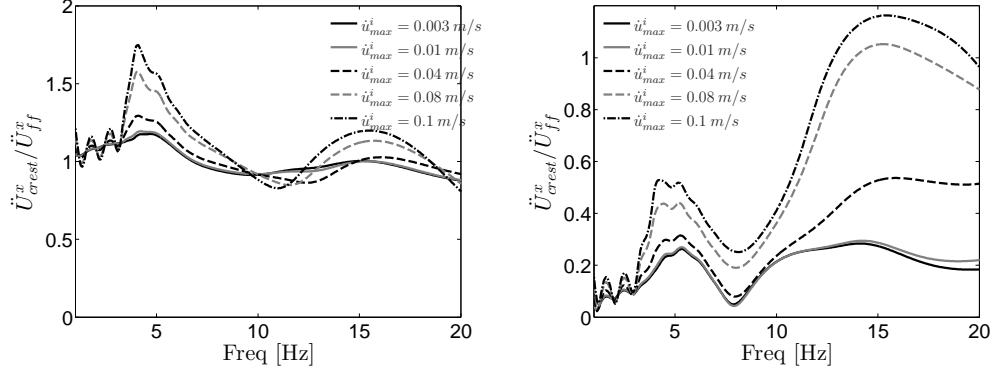 2
1.5
1
0.5
0
5
10
15
20
Freq [Hz]
Ü^x_crest/Ü^x_ff
u̇^i_max = 0.003 m/s
u̇^i_max = 0.01 m/s
u̇^i_max = 0.04 m/s
u̇^i_max = 0.08 m/s
u̇^i_max = 0.1 m/s
1
0.8
0.6
0.4
0.2
0
5
10
15
20
Freq [Hz]
Ü^x_crest/Ü^x_ff
u̇^i_max = 0.003 m/s
u̇^i_max = 0.01 m/s
u̇^i_max = 0.04 m/s
u̇^i_max = 0.08 m/s
u̇^i_max = 0.1 m/s